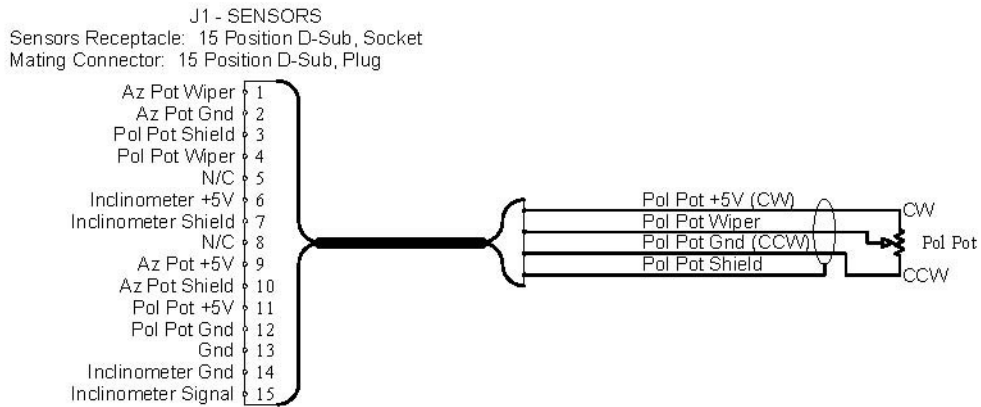 J1 - SENSORS
Sensors Receptacle: 15 Position D-Sub, Socket
Mating Connector: 15 Position D-Sub, Plug
Az Pot Wiper 1
Az Pot Gnd 2
Pol Pot Shield 3
Pol Pot Wiper 4
N/C 5
Inclinometer +5V 6
Inclinometer Shield 7
N/C 8
Az Pot +5V 9
Az Pot Shield 10
Pol Pot +5V 11
Pol Pot Gnd 12
Gnd 13
Inclinometer Gnd 14
Inclinometer Signal 15
Pol Pot +5V (CW)
Pol Pot Wiper
Pol Pot Gnd (CCW)
Pol Pot Shield
CW
Pol Pot
CCW